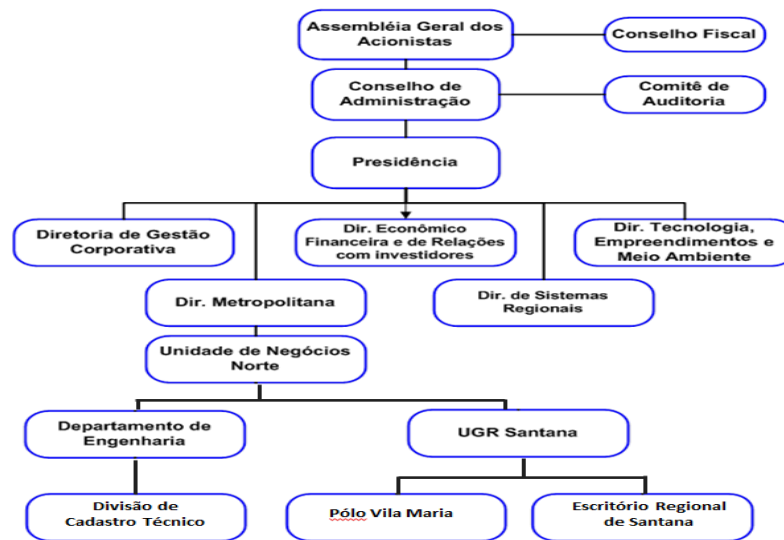 Assembléia Geral dos
Acionistas
Conselho Fiscal
Conselho de
Administração
Comitê de
Auditoria
Presidência
Diretoria de Gestão
Corporativa
Dir. Econômico
Financeira e de Relações
com investidores
Dir. Tecnologia,
Empreendimentos e
Meio Ambiente
Dir. Metropolitana
Dir. de Sistemas
Regionais
Unidade de Negócios
Norte
Departamento de
Engenharia
UGR Santana
Divisão de
Cadastro Técnico
Pólo Vila Maria
Escritório Regional
de Santana